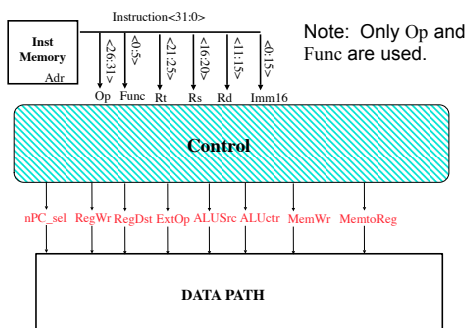 Instruction<31:0>
Note: Only Op and
Func are used.
Inst
Memory
Adr
<26:31>
<0:5>
<21:25>
<16:20>
<11:15>
<0:15>
Op Func Rt Rs Rd Imm16
Control
nPC_sel RegWr RegDst ExtOp ALUSrc ALUctr MemWr MemtoReg
DATA PATH